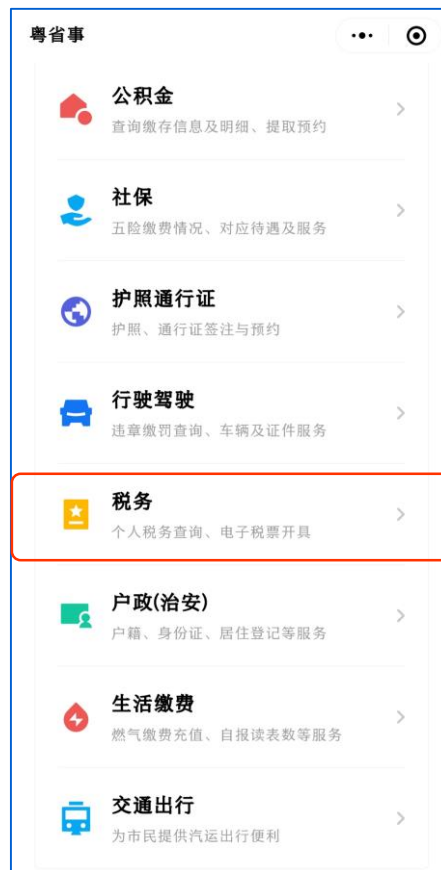 粤省事
公积金
查询缴存信息及明细、提取预约
社保
五险缴费情况、对应待遇及服务
护照通行证
护照、通行证签注与预约
行驶驾驶
违章缴罚查询、车辆及证件服务
税务
个人税务查询、电子税票开具
户政(治安)
户籍、身份证、居住登记等服务
生活缴费
燃气缴费充值、自报读表数等服务
交通出行
为市民提供汽运出行便利